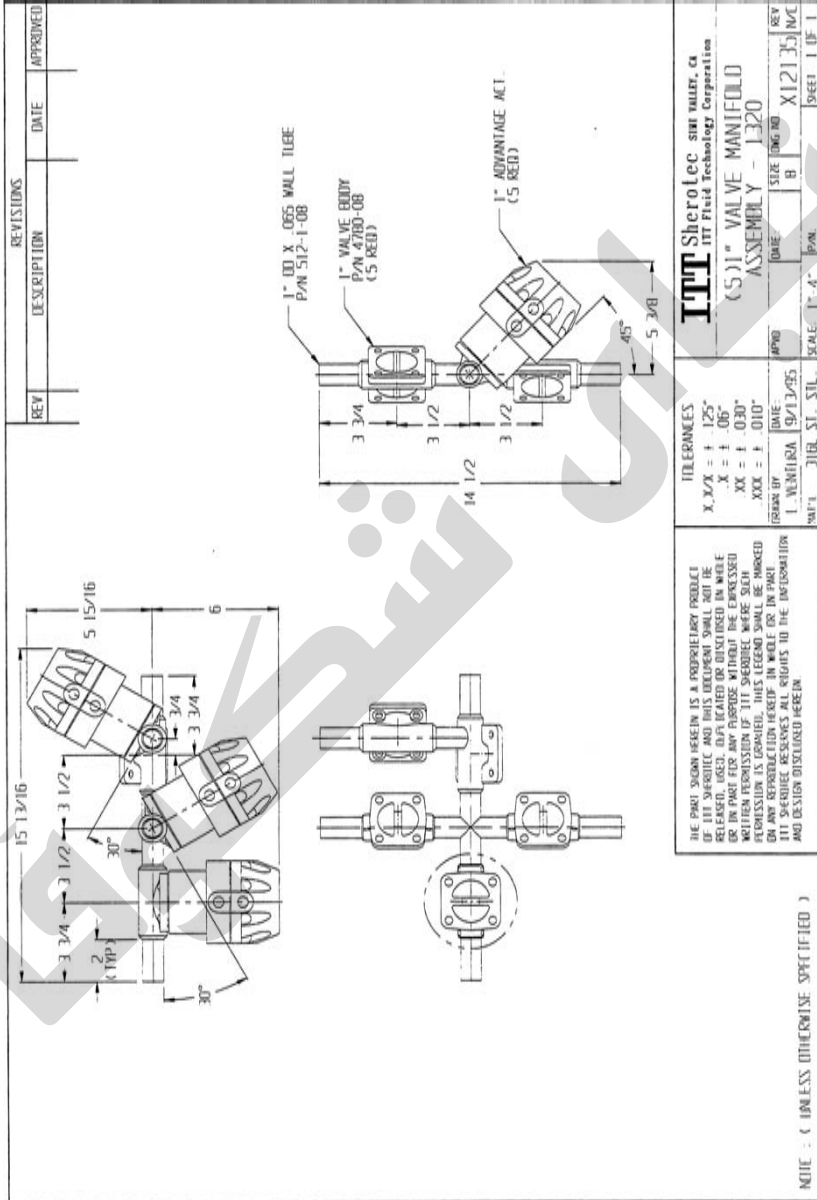 REVISIONS
REV
DESCRIPTION
DATE
APPROVED
15 13/16
3 3/4
3 1/2
3 1/2
2
(TYP)
30°
30°
3/4
3 3/4
5 15/16
6
1" OD X .065 WALL TUBE
P/N 512-1-08
1" VALVE BODY
P/N 4780-08
(5 REQ)
1" ADVANTAGE ACT.
(5 REQ)
3 3/4
3 1/2
3 1/2
14 1/2
45°
5 3/8
THE PART SHOWN HEREIN IS A PROPRIETARY PRODUCT
OF ITT SHEROTEC AND THIS DOCUMENT SHALL NOT BE
RELEASED, USED, DUPLICATED OR DISCLOSED IN WHOLE
OR IN PART FOR ANY PURPOSE WITHOUT THE EXPRESSED
WRITTEN PERMISSION OF ITT SHEROTEC WHERE SUCH
PERMISSION IS GRANTED, THIS LEGEND SHALL BE MARKED
ON ANY REPRODUCTION HEREOF IN WHOLE OR IN PART
ITT SHEROTEC RESERVES ALL RIGHTS TO THE INFORMATION
AND DESIGN DISCLOSED HEREIN.
TOLERANCES
X.X/X = ± .125"
.X = ± .06"
.XX = ± .030"
.XXX = ± .010"
ITT Sherotec SIMI VALLEY, CA
ITT Fluid Technology Corporation
(5)1" VALVE MANIFOLD
ASSEMBLY - 1320
DRAWN BY
L. VENTURA
DATE:
9/13/95
APVD
DATE:
SIZE
B
DWG NO.
X12135
REV
N/C
MAT'L 316L ST. STL.
SCALE: 1"=4"
P/N.
SHEET 1 OF 1
NOTE : ( UNLESS OTHERWISE SPECIFIED )